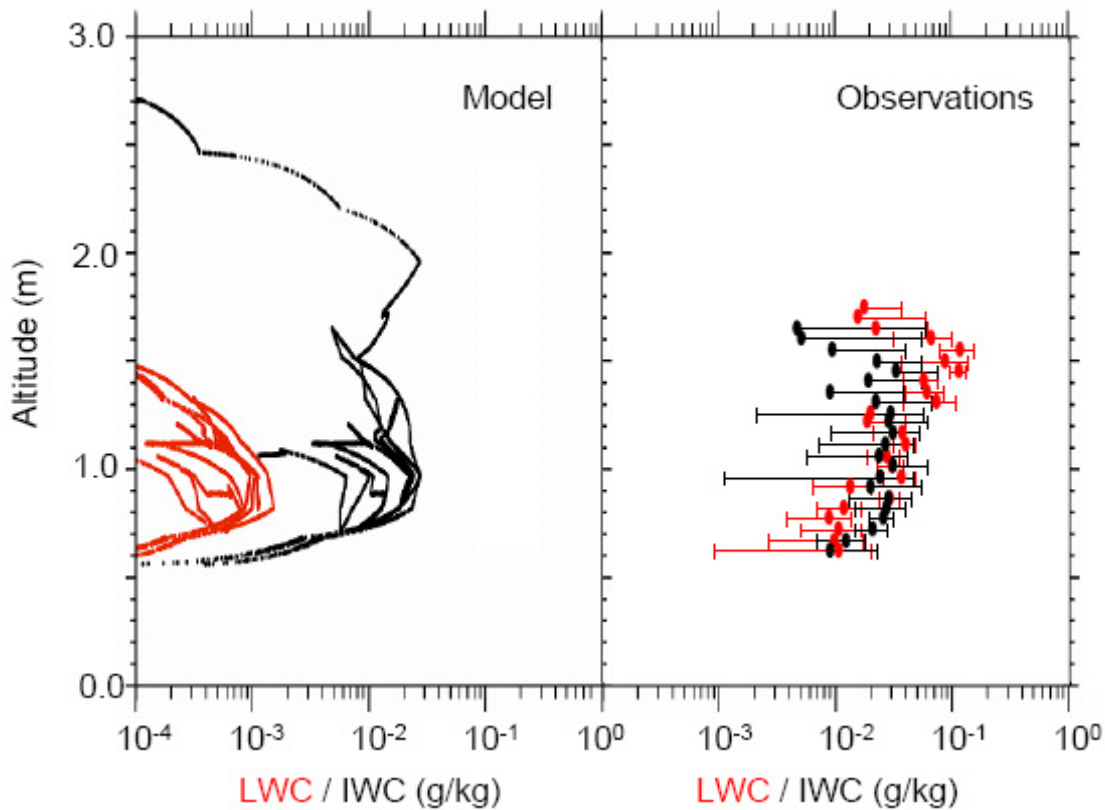 3.0
Model
Observations
2.0
Altitude (m)
1.0
0.0
10-4 10-3 10-2 10-1 100 10-3 10-2 10-1 100
LWC / IWC (g/kg) LWC / IWC (g/kg)